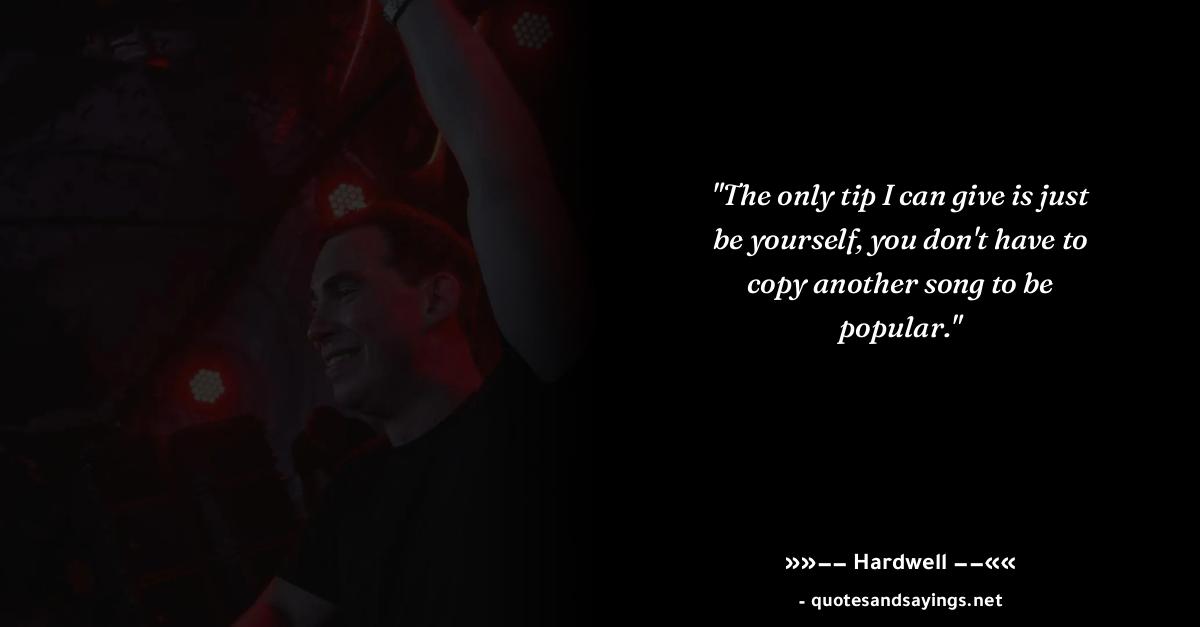 "The only tip I can give is just
be yourself, you don't have to
copy another song to be
popular."
»»−− Hardwell −−««
- quotesandsayings.net